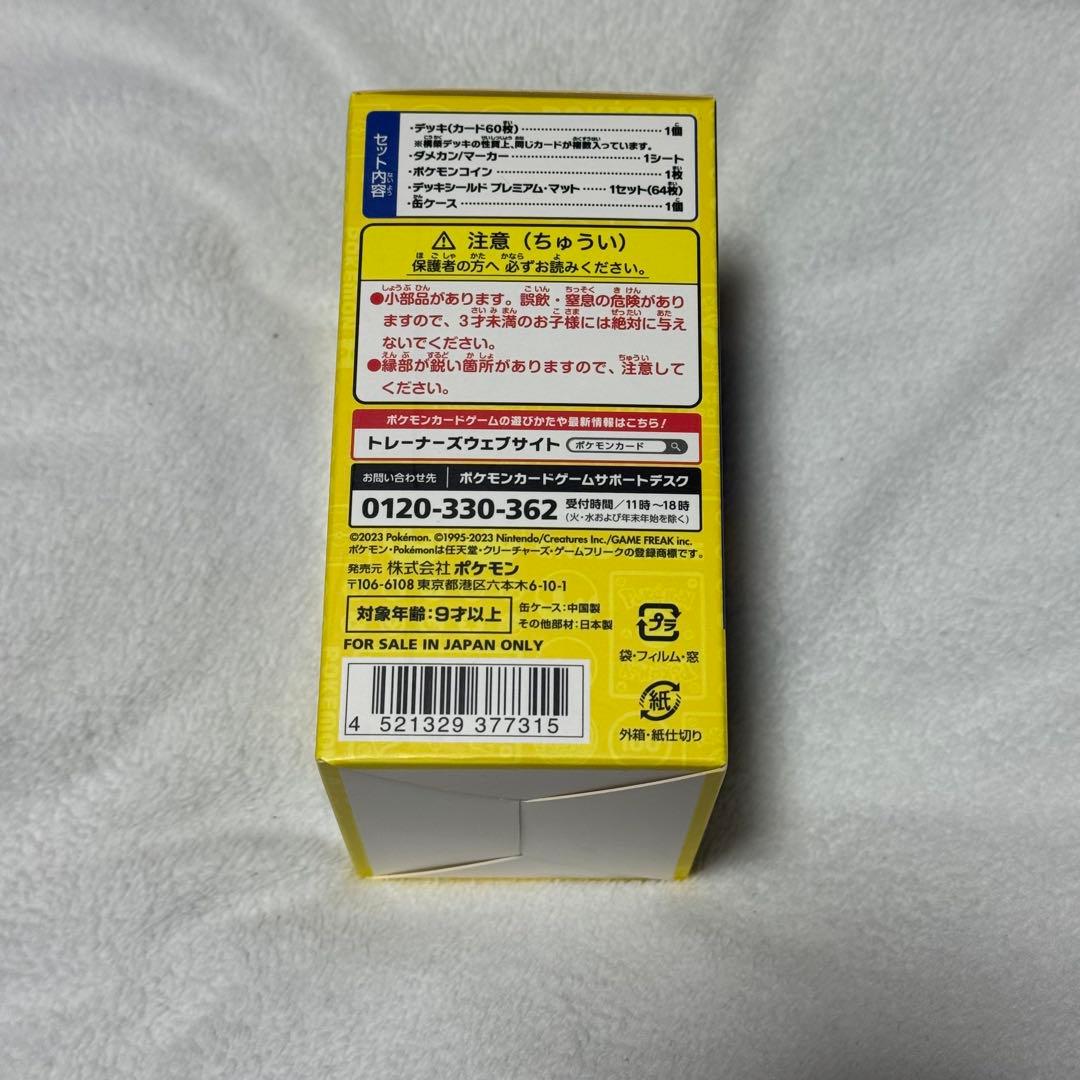 セット内容
・デッキ(カード60枚)……1個
※構築デッキの性質上、同じカードが複数入っています。
・ダメカン/マーカー……1シート
・ポケモンコイン……1枚
・デッキシールド プレミアム・マット……1セット(64枚)
・缶ケース……1個
⚠ 注意(ちゅうい)
保護者の方へ 必ずお読みください。
●小部品があります。誤飲・窒息の危険があり
ますので、3才未満のお子様には絶対に与え
ないでください。
●縁部が鋭い箇所がありますので、注意して
ください。
ポケモンカードゲームの遊びかたや最新情報はこちら!
トレーナーズウェブサイト ポケモンカード
お問い合わせ先 ポケモンカードゲームサポートデスク
0120-330-362 受付時間/11時~18時
(火・水および年末年始を除く)
©2023 Pokémon. ©1995-2023 Nintendo/Creatures Inc./GAME FREAK inc.
ポケモン・Pokémonは任天堂・クリーチャーズ・ゲームフリークの登録商標です。
発売元 株式会社 ポケモン
〒106-6108 東京都港区六本木6-10-1
対象年齢:9才以上
缶ケース:中国製
その他部材:日本製
FOR SALE IN JAPAN ONLY
プラ
袋・フィルム・窓
紙
外箱・紙仕切り
4 521329 377315